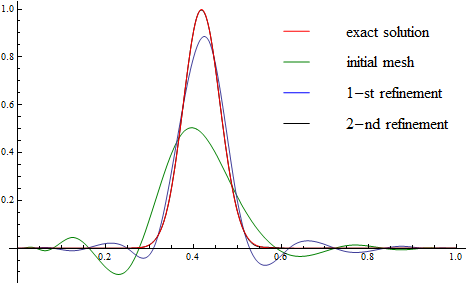 1.0
0.8
0.6
0.4
0.2
0.2
0.4
0.6
0.8
1.0
exact solution
initial mesh
1−st refinement
2−nd refinement